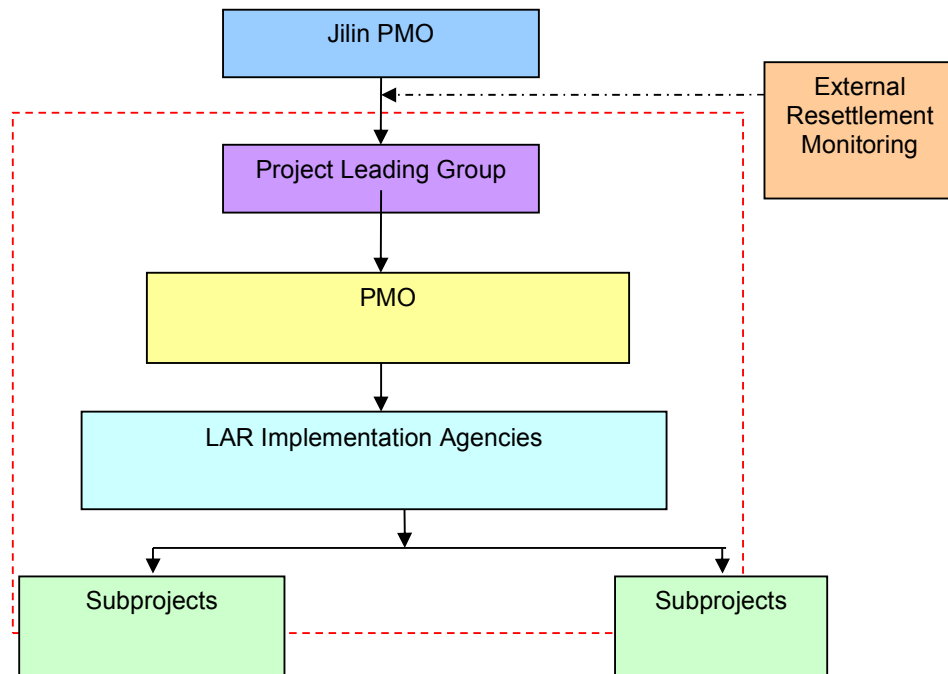 Jilin PMO
External
Resettlement
Monitoring
Project Leading Group
PMO
LAR Implementation Agencies
Subprojects
Subprojects